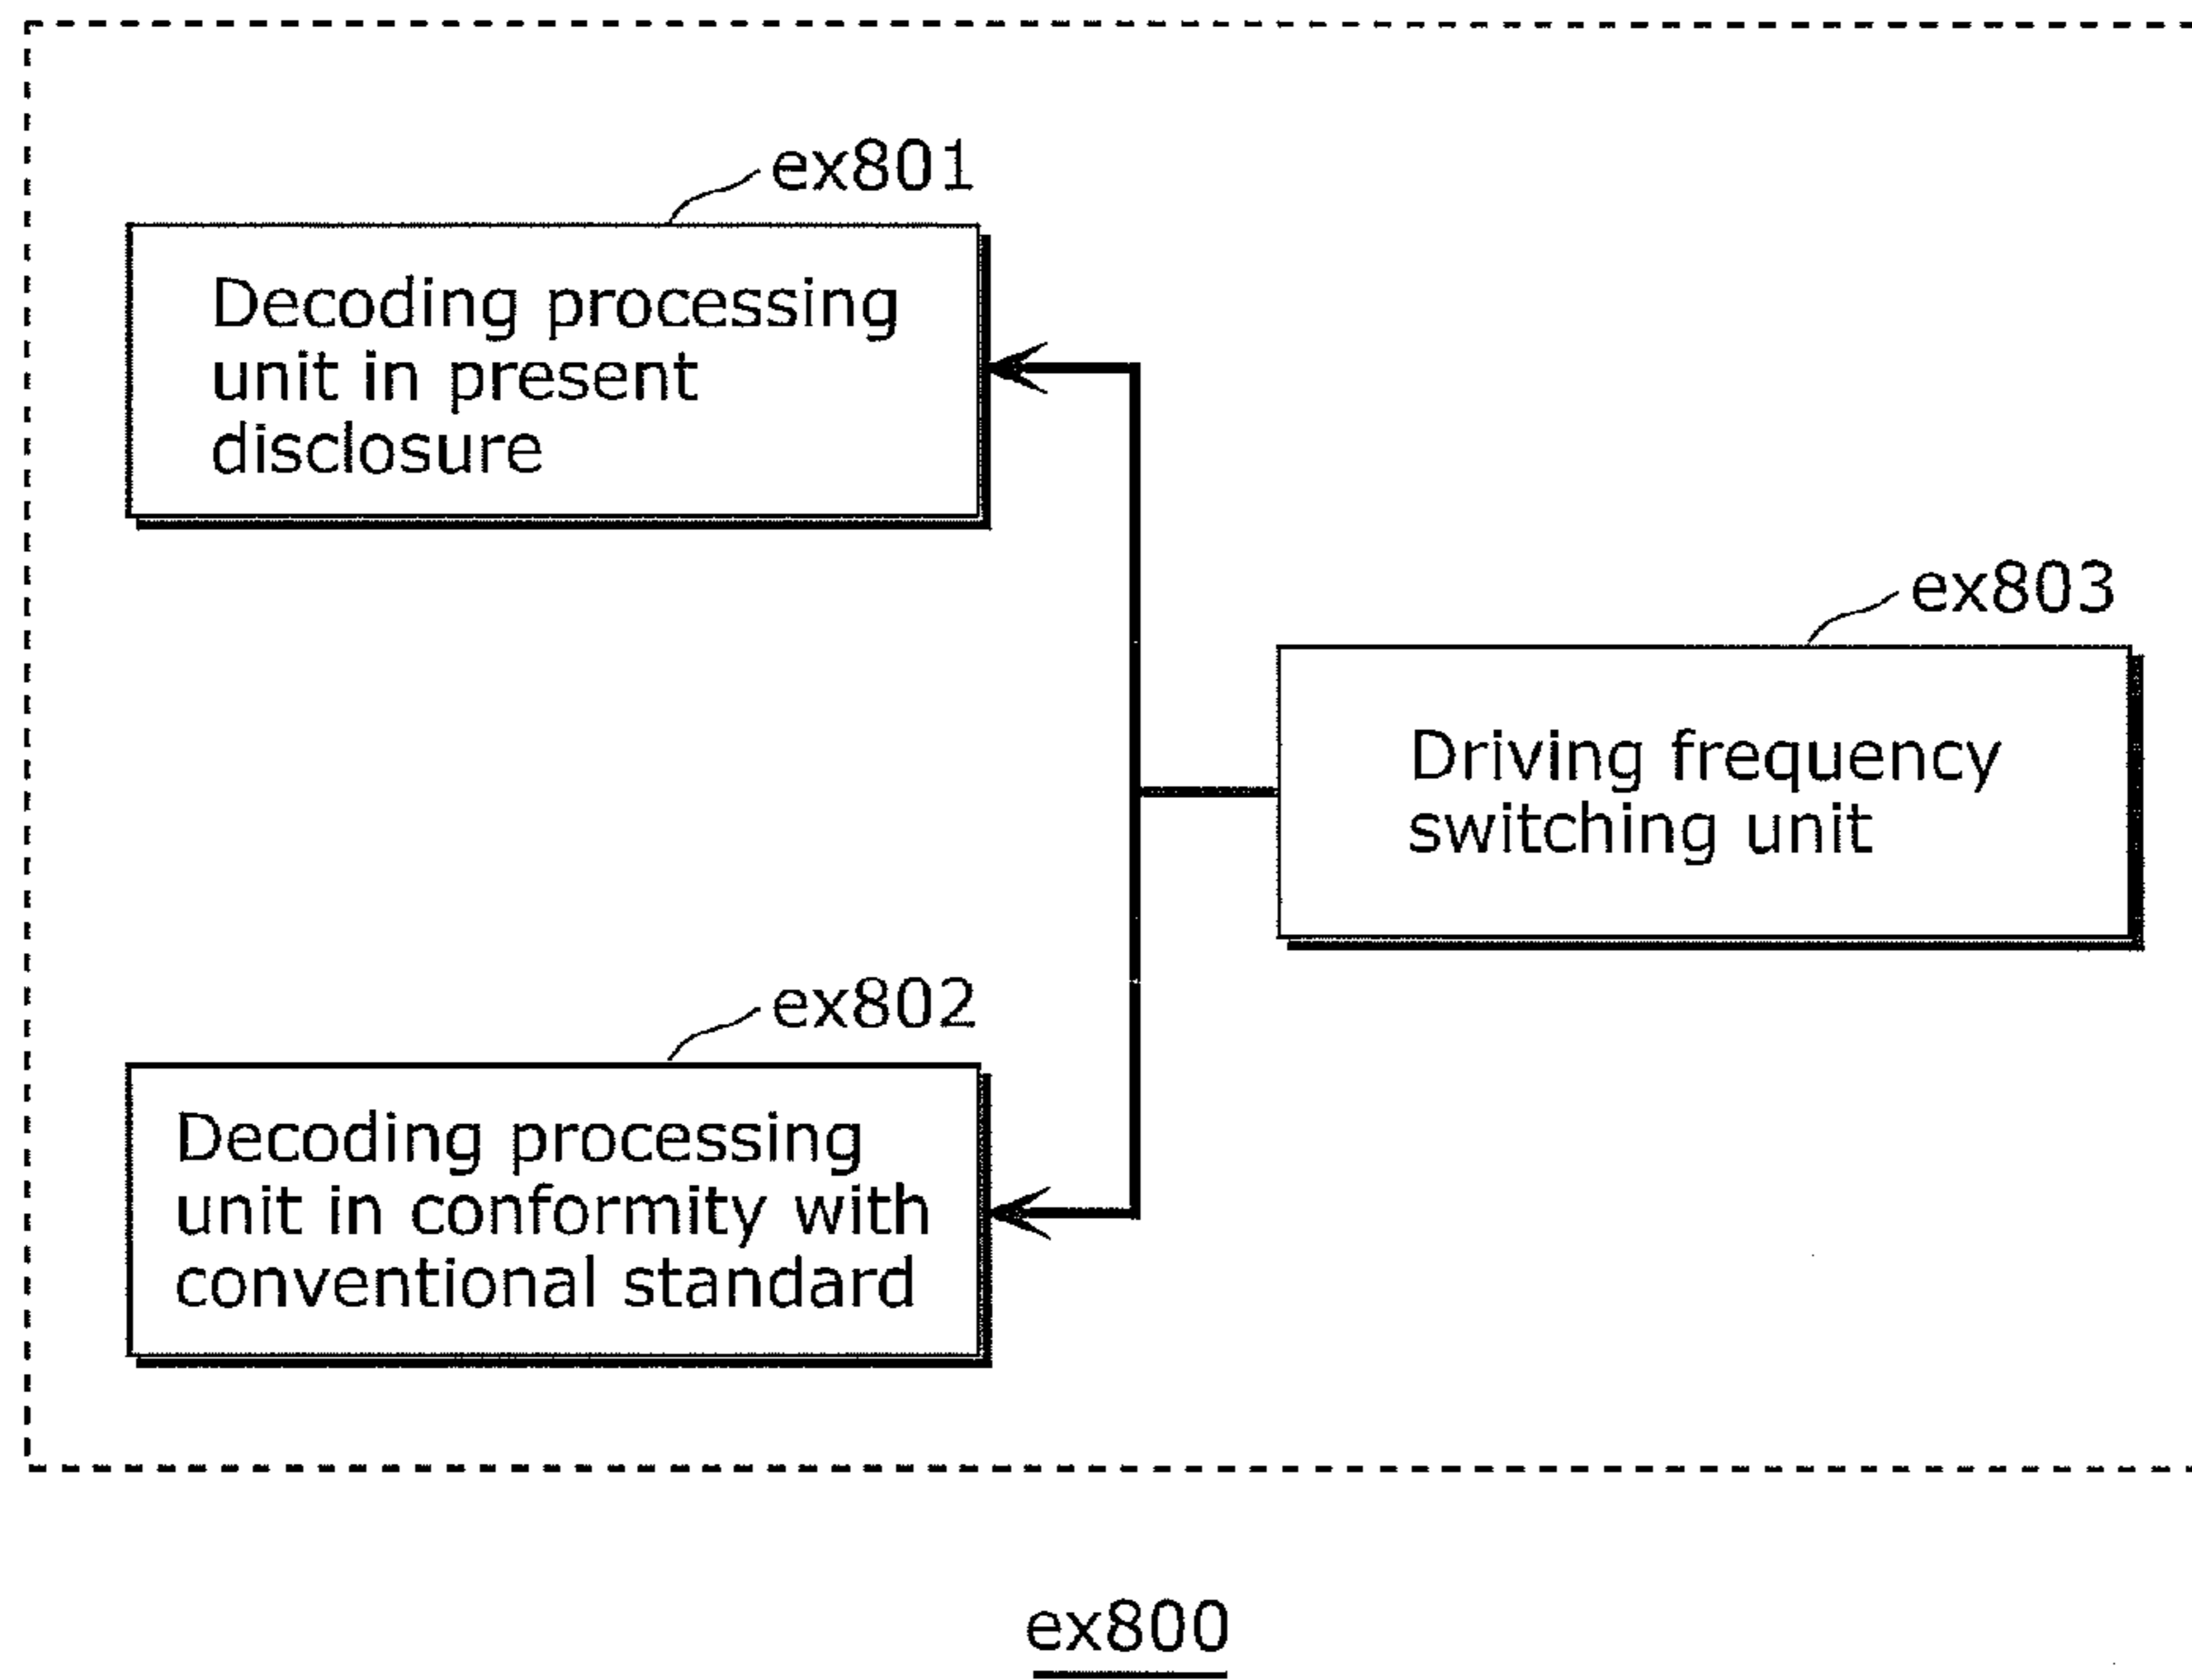 ex801
Decoding processing
unit in present
disclosure
ex803
Driving frequency
switching unit
ex802
Decoding processing
unit in conformity with
conventional standard
ex800